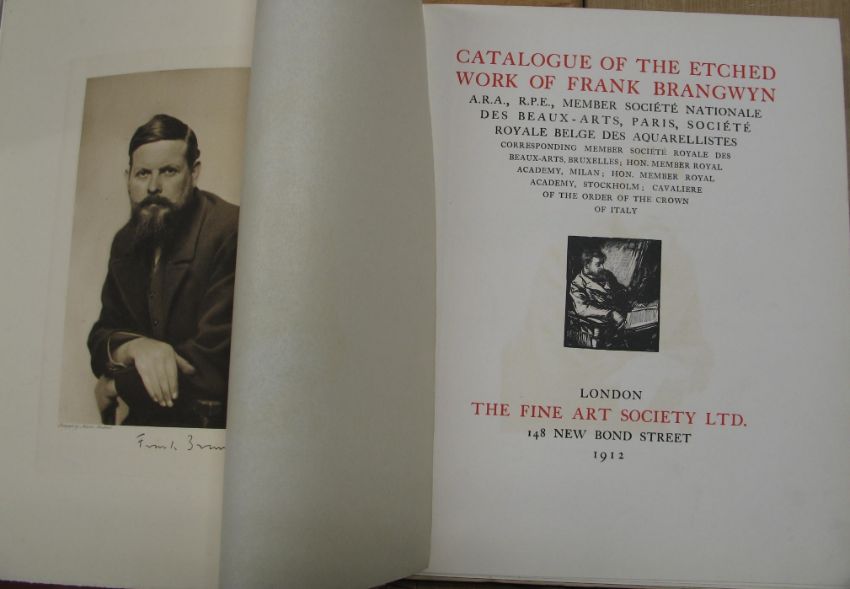 Frank
CATALOGUE OF THE ETCHED
WORK OF FRANK BRANGWYN
A.R.A., R.P.E., MEMBER SOCIÉTÉ NATIONALE
DES BEAUX-ARTS, PARIS, SOCIÉTÉ
ROYALE BELGE DES AQUARELLISTES
CORRESPONDING MEMBER SOCIÉTÉ ROYALE DES
BEAUX-ARTS, BRUXELLES; HON. MEMBER ROYAL
ACADEMY, MILAN; HON. MEMBER ROYAL
ACADEMY, STOCKHOLM; CAVALIERE
OF THE ORDER OF THE CROWN
OF ITALY
LONDON
THE FINE ART SOCIETY LTD.
148 NEW BOND STREET
1912